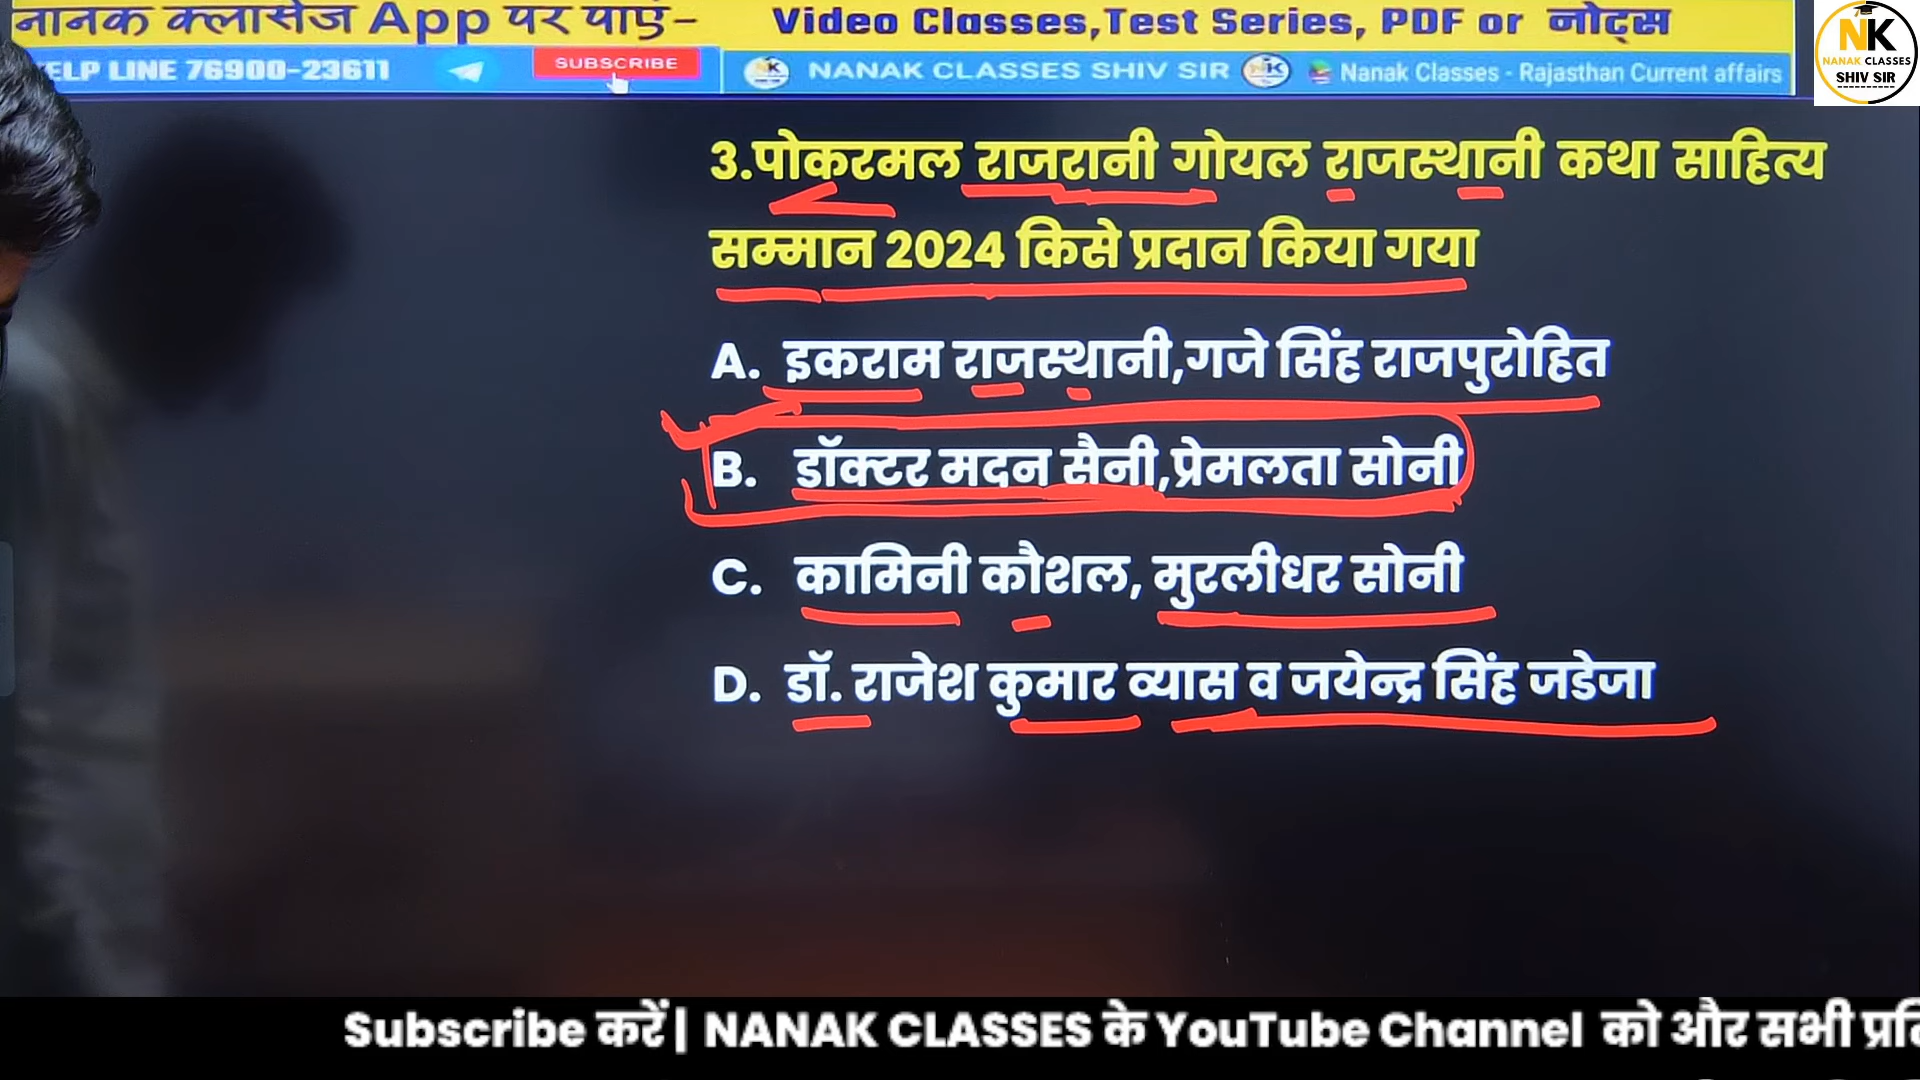 नानक क्लासेज App पर पाएं-
Video Classes,Test Series, PDF or नोट्स
ELP LINE 76900-23611
SUBSCRIBE
NANAK CLASSES SHIV SIR
Nanak Classes - Rajasthan Current affairs
NK
NANAK CLASSES
SHIV SIR
3.पोकरमल राजरानी गोयल राजस्थानी कथा साहित्य
सम्मान 2024 किसे प्रदान किया गया
A. इकराम राजस्थानी,गजे सिंह राजपुरोहित
B. डॉक्टर मदन सैनी,प्रेमलता सोनी
C. कामिनी कौशल, मुरलीधर सोनी
D. डॉ. राजेश कुमार व्यास व जयेन्द्र सिंह जडेजा
Subscribe करें| NANAK CLASSES के YouTube Channel को और सभी